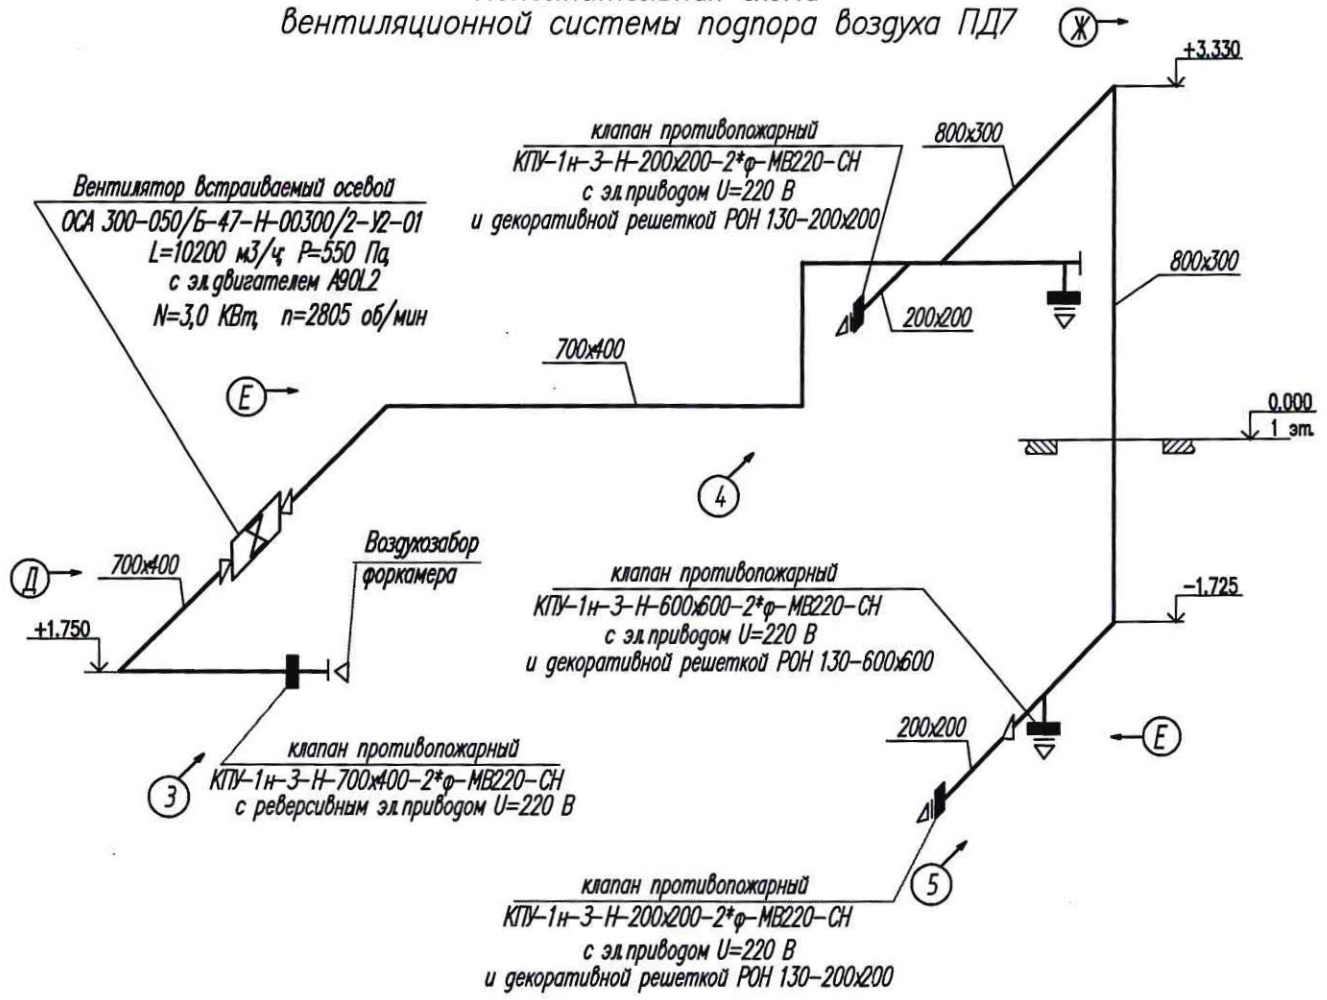 вентиляционной системы подпора воздуха ПД7
Ж
+3.330
клапан противопожарный
КПУ-1н-З-Н-200х200-2*ф-МВ220-СН
с эл.приводом U=220 В
и декоративной решеткой РОН 130-200х200
800х300
Вентилятор встраиваемый осевой
ОСА 300-050/Б-47-Н-00300/2-У2-01
L=10200 м3/ч, Р=550 Па,
с эл.двигателем А90L2
N=3,0 КВт, n=2805 об/мин
800х300
200х200
700х400
Е
0.000
1 эт.
4
Воздухозабор
форкамера
Д
700х400
+1.750
клапан противопожарный
КПУ-1н-З-Н-600х600-2*ф-МВ220-СН
с эл.приводом U=220 В
и декоративной решеткой РОН 130-600х600
-1.725
200х200
Е
3
клапан противопожарный
КПУ-1н-З-Н-700х400-2*ф-МВ220-СН
с реверсивным эл.приводом U=220 В
5
клапан противопожарный
КПУ-1н-З-Н-200х200-2*ф-МВ220-СН
с эл.приводом U=220 В
и декоративной решеткой РОН 130-200х200